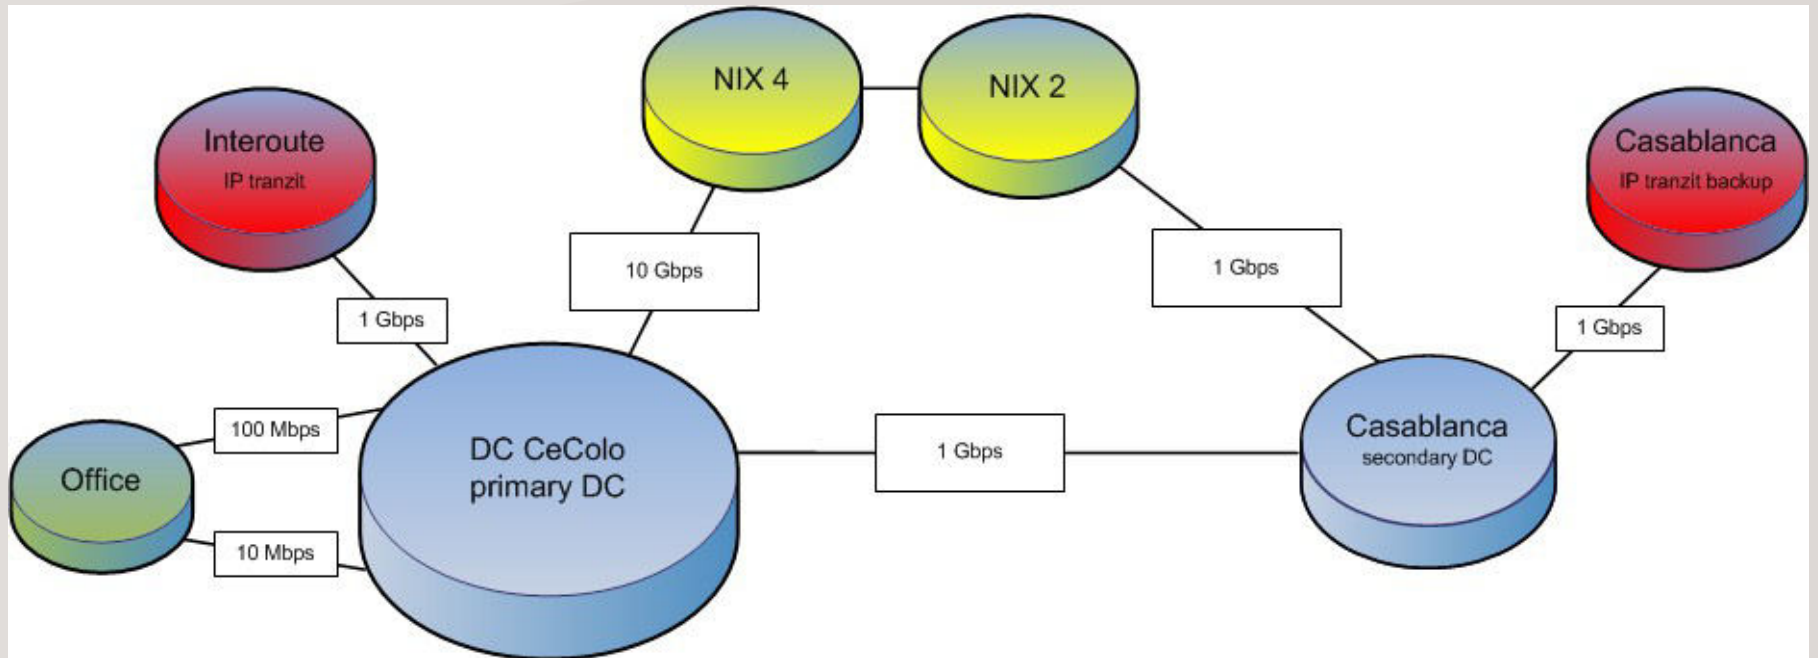 NIX 4
NIX 2
Interoute
IP tranzit
Casablanca
IP tranzit backup
10 Gbps
1 Gbps
1 Gbps
1 Gbps
100 Mbps
Office
10 Mbps
DC CeColo
primary DC
1 Gbps
Casablanca
secondary DC